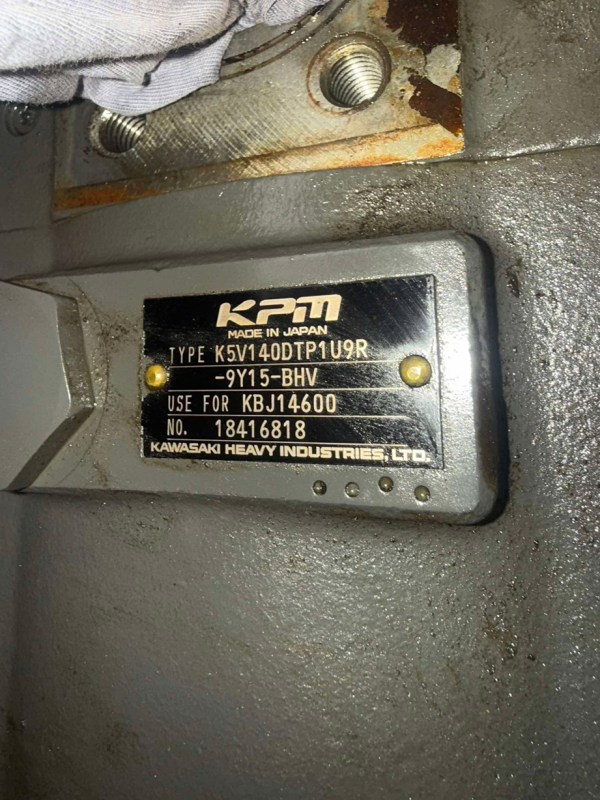 KPM
MADE IN JAPAN
TYPE K5V140DTP1U9R
-9Y15-BHV
USE FOR KBJ14600
NO. 18416818
KAWASAKI HEAVY INDUSTRIES, LTD.